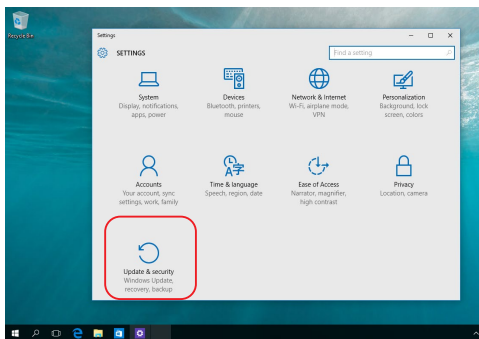 Recycle Bin
Settings
SETTINGS
Find a setting
System
Display, notifications,
apps, power
Devices
Bluetooth, printers,
mouse
Network & Internet
Wi-Fi, airplane mode,
VPN
Personalization
Background, lock
screen, colors
Accounts
Your account, sync
settings, work, family
Time & language
Speech, region, date
Ease of Access
Narrator, magnifier,
high contrast
Privacy
Location, camera
Update & security
Windows Update,
recovery, backup